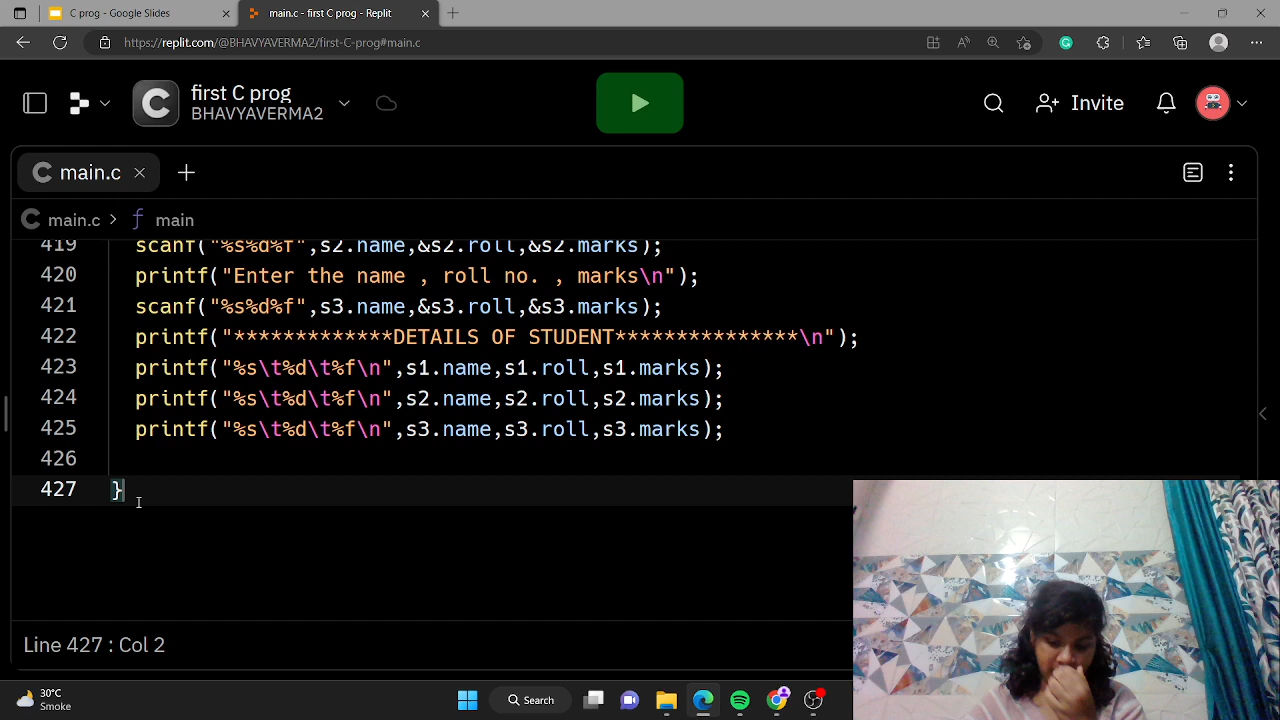 C prog - Google Slides
main.c - first C prog - Replit
https://replit.com/@BHAVYAVERMA2/first-C-prog#main.c
first C prog
BHAVYAVERMA2
Invite
main.c
main.c > main
419 scanf("%s%d%f",s2.name,&s2.roll,&s2.marks);
420 printf("Enter the name , roll no. , marks\n");
421 scanf("%s%d%f",s3.name,&s3.roll,&s3.marks);
422 printf("*************DETAILS OF STUDENT***************\n");
423 printf("%s\t%d\t%f\n",s1.name,s1.roll,s1.marks);
424 printf("%s\t%d\t%f\n",s2.name,s2.roll,s2.marks);
425 printf("%s\t%d\t%f\n",s3.name,s3.roll,s3.marks);
426
427 }
Line 427 : Col 2
30°C
Smoke
Search